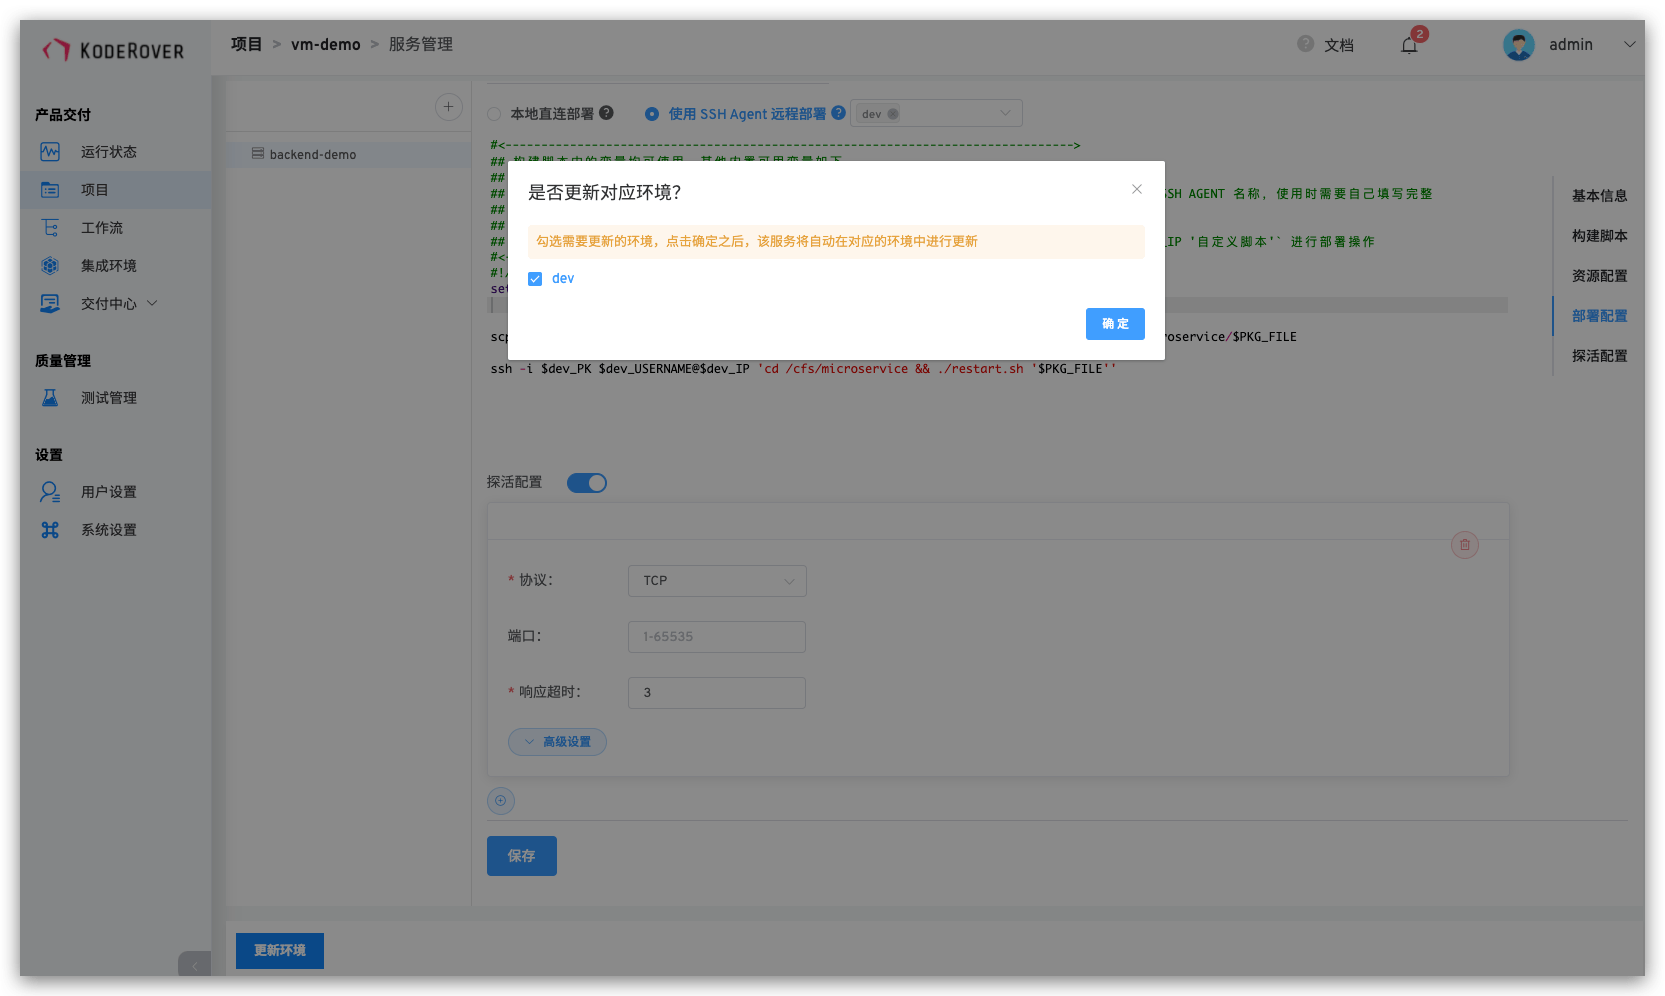 KODEROVER
项目 > vm-demo > 服务管理
? 文档
2
admin
产品交付
运行状态
项目
工作流
集成环境
交付中心
质量管理
测试管理
设置
用户设置
系统设置
+
backend-demo
本地直连部署 ?
使用 SSH Agent 远程部署 ?
dev
##
##
## SSH AGENT 名称，使用时需要自己填写完整
##
##
## IP '自定义脚本'` 进行部署操作
#!/
set
scp roservice/$PKG_FILE
ssh -i $dev_PK $dev_USERNAME@$dev_IP 'cd /cfs/microservice && ./restart.sh '$PKG_FILE''
是否更新对应环境？
勾选需要更新的环境，点击确定之后，该服务将自动在对应的环境中进行更新
dev
确定
基本信息
构建脚本
资源配置
部署配置
探活配置
探活配置
* 协议：
TCP
端口：
1-65535
* 响应超时：
3
高级设置
保存
更新环境